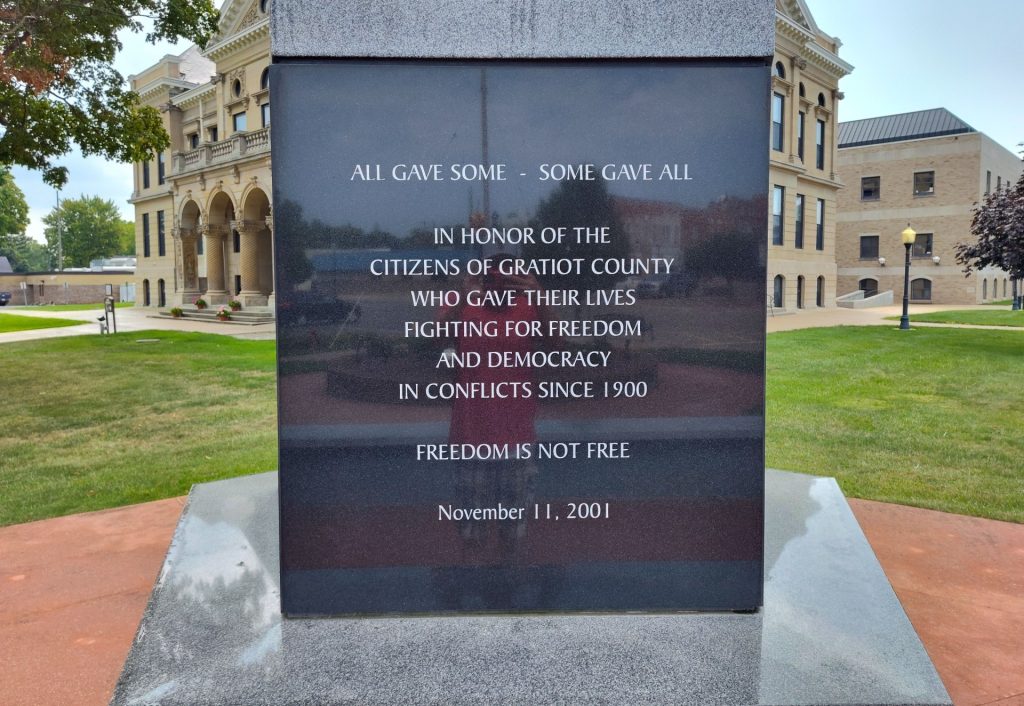 ALL GAVE SOME - SOME GAVE ALL
IN HONOR OF THE
CITIZENS OF GRATIOT COUNTY
WHO GAVE THEIR LIVES
FIGHTING FOR FREEDOM
AND DEMOCRACY
IN CONFLICTS SINCE 1900
FREEDOM IS NOT FREE
November 11, 2001